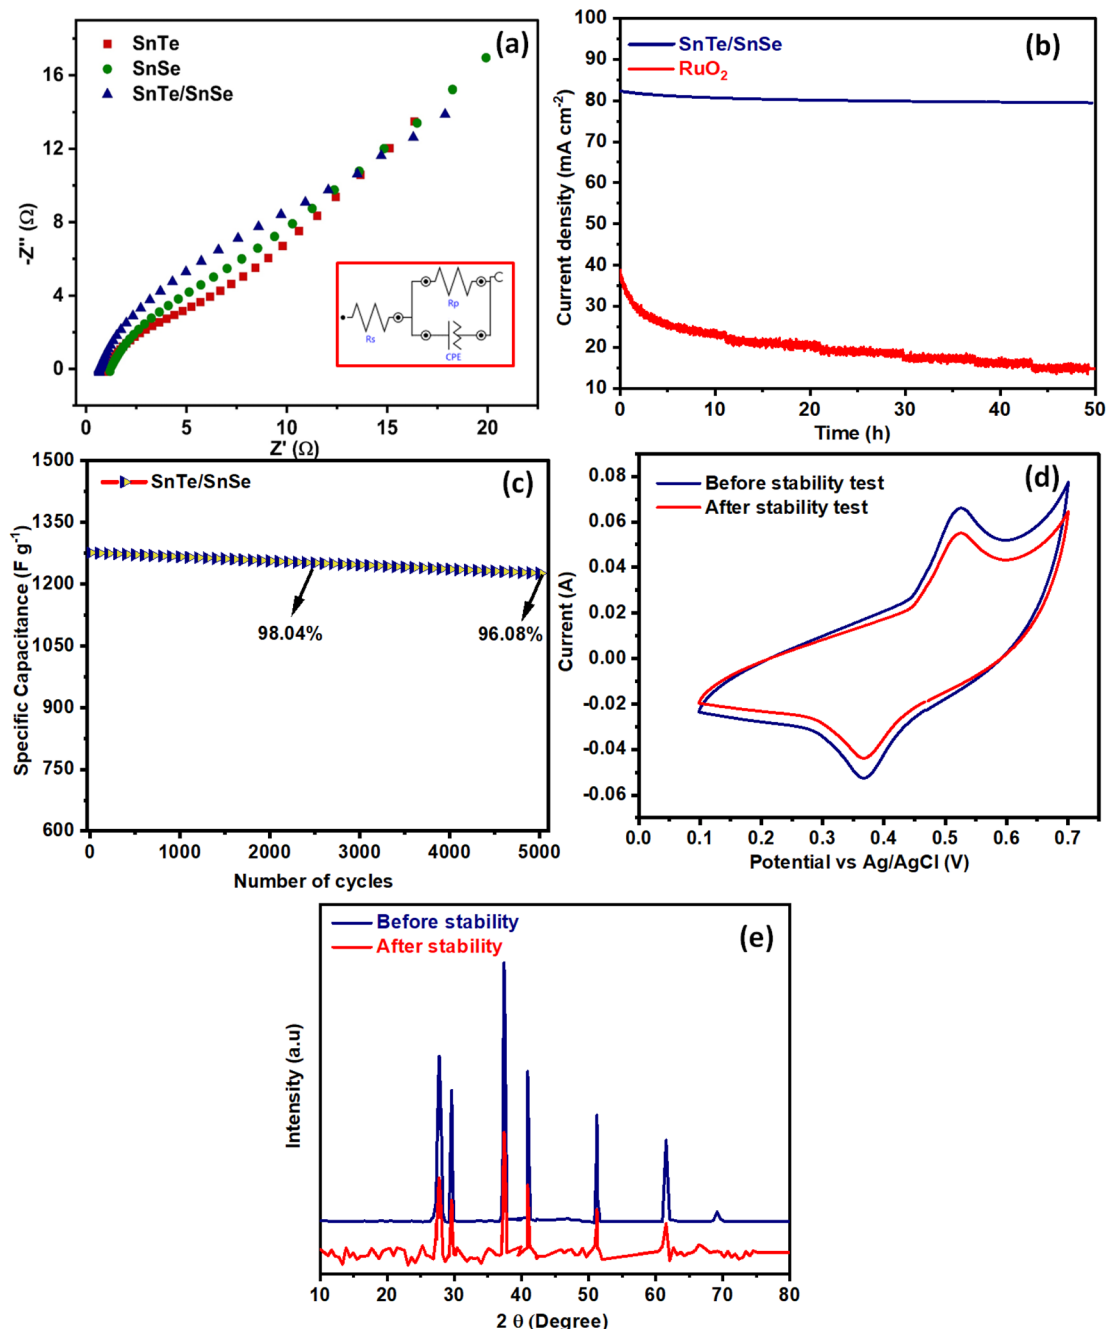 (a)
SnTe
SnSe
SnTe/SnSe
16
12
8
4
0
-Z'' (Ω)
Rs
Rp
CPE
0 5 10 15 20
Z' (Ω)
(b)
SnTe/SnSe
RuO2
100
90
80
70
60
50
40
30
20
10
Current density (mA cm-2)
0 10 20 30 40 50
Time (h)
(c)
SnTe/SnSe
1500
1350
1200
1050
900
750
600
Specific Capacitance (F g-1)
98.04%
96.08%
0 1000 2000 3000 4000 5000
Number of cycles
(d)
Before stability test
After stability test
0.08
0.06
0.04
0.02
0.00
-0.02
-0.04
-0.06
Current (A)
0.0 0.1 0.2 0.3 0.4 0.5 0.6 0.7
Potential vs Ag/AgCl (V)
(e)
Before stability
After stability
Intensity (a.u)
10 20 30 40 50 60 70 80
2 θ (Degree)